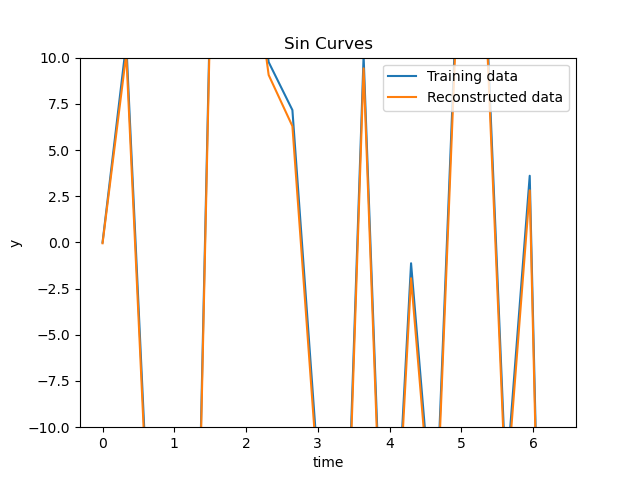 Sin Curves
Training data
Reconstructed data
10.0
7.5
5.0
2.5
0.0
−2.5
−5.0
−7.5
−10.0
y
0 1 2 3 4 5 6
time